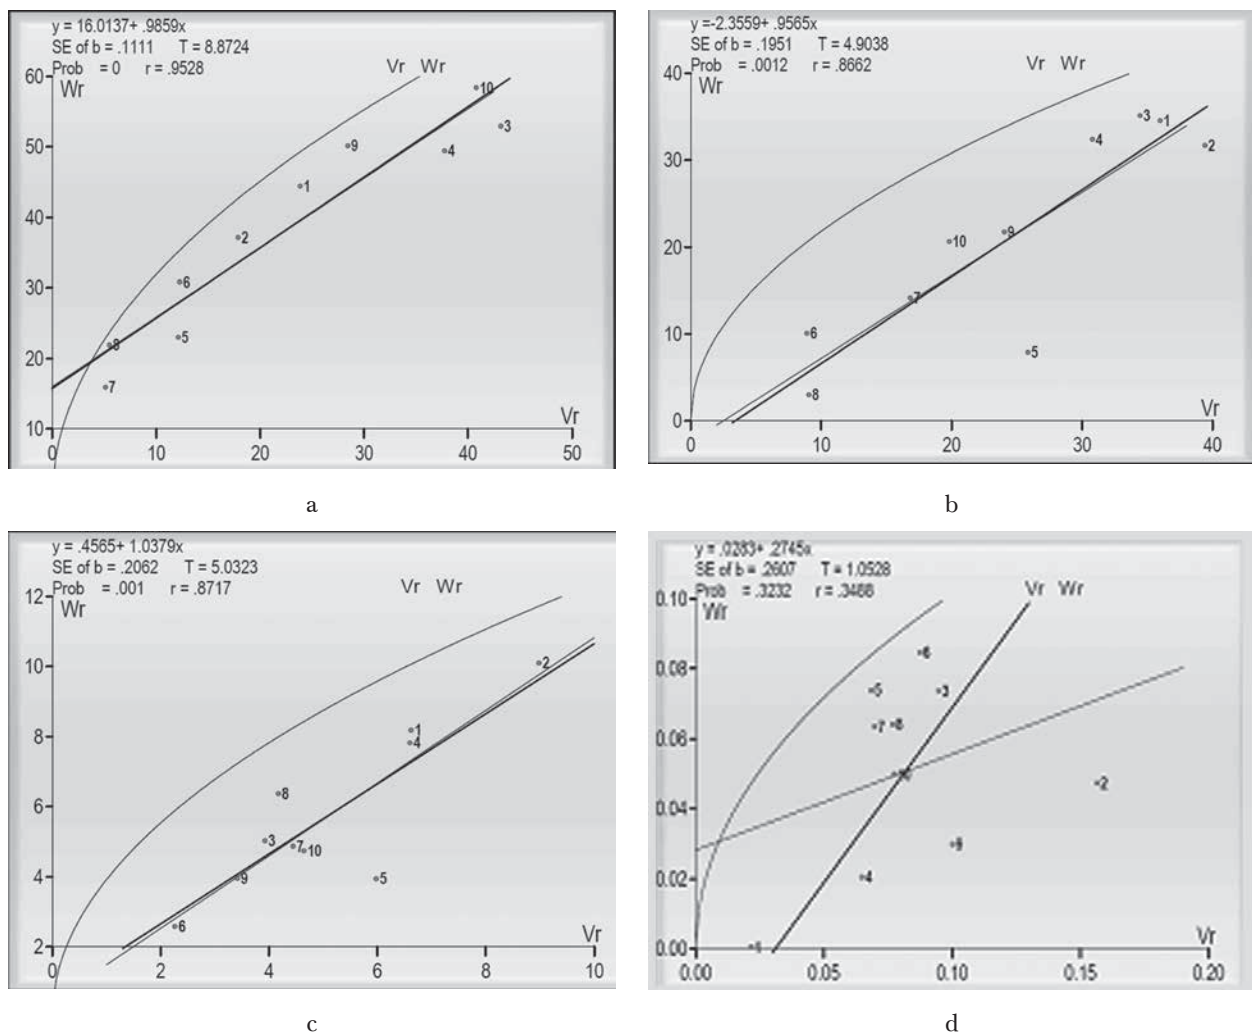 y = 16.0137+ .9859x
SE of b = .1111 T = 8.8724
Prob = 0 r = .9528
Vr Wr
60
Wr
10
3
50
9
4
1
40
2
30
6
5
20
8
7
Vr
10
0 10 20 30 40 50
a
y =-2.3559+ .9565x
SE of b = .1951 T = 4.9038
Prob = .0012 r = .8662
Vr Wr
40
Wr
3
1
4
2
30
9
10
20
7
6
10
5
8
Vr
0
0 10 20 30 40
b
y = .4565+ 1.0379x
SE of b = .2062 T = 5.0323
Prob = .001 r = .8717
Vr Wr
12
Wr
2
10
1
4
8
8
6
3
7
10
4
9
5
6
Vr
2
0 2 4 6 8 10
c
y = .0283+ .2745x
SE of b = .2607 T = 1.0528
Prob = .3232 r = .3466
Vr Wr
0.10
Wr
6
0.08
5
3
7
8
0.06
10
2
0.04
9
4
0.02
1
Vr
0.00
0.00 0.05 0.10 0.15 0.20
d